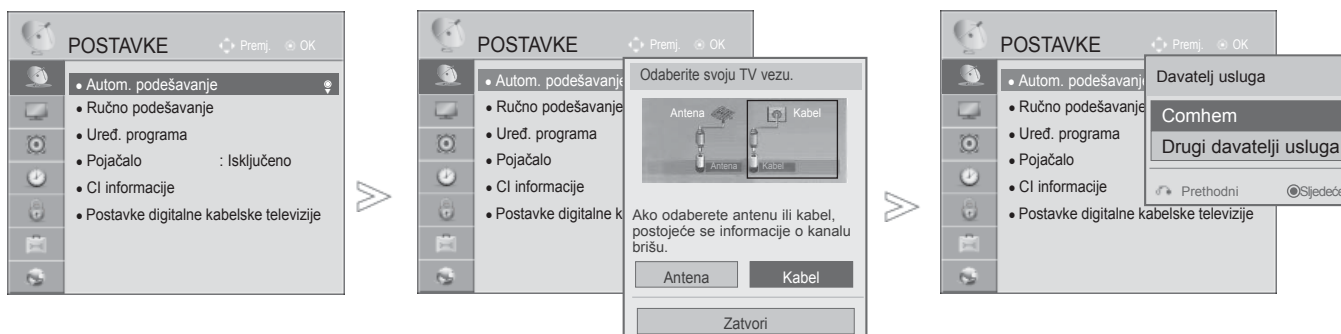 POSTAVKE
Premj. OK
• Autom. podešavanje
• Ručno podešavanje
• Uređ. programa
• Pojačalo : Isključeno
• CI informacije
• Postavke digitalne kabelske televizije
POSTAVKE
Premj. OK
• Autom. podešavanje
• Ručno podešavanje
• Uređ. programa
• Pojačalo
• CI informacije
• Postavke digitalne k
Odaberite svoju TV vezu.
Antena Kabel
Antena Kabel
Ako odaberete antenu ili kabel,
postojeće se informacije o kanalu
brišu.
Antena Kabel
Zatvori
POSTAVKE
Premj. OK
• Autom. podešavanj
• Ručno podešavanje
• Uređ. programa
• Pojačalo
• CI informacije
• Postavke digitalne kabelske televizije
Davatelj usluga
Comhem
Drugi davatelji usluga
Prethodni Sljedeće